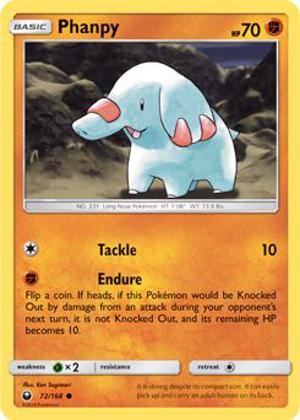 BASIC Phanpy HP 70
NO. 231 Long Nose Pokémon HT 1'08" WT 73.9 lbs.
Tackle 10
Endure
Flip a coin. If heads, if this Pokémon would be Knocked
Out by damage from an attack during your opponent's
next turn, it is not Knocked Out, and its remaining HP
becomes 10.
weakness × 2 resistance retreat
Illus. Ken Sugimori
72/168
It is strong despite its compact size. It can easily
pick up and carry an adult human on its back.